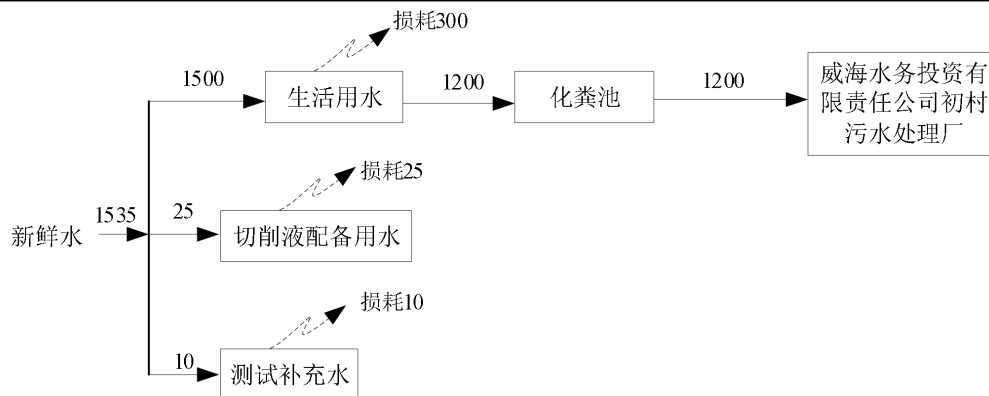 损耗300
1500
生活用水
1200
化粪池
1200
威海水务投资有
限责任公司初村
污水处理厂
损耗25
新鲜水
1535
25
切削液配备用水
损耗10
10
测试补充水